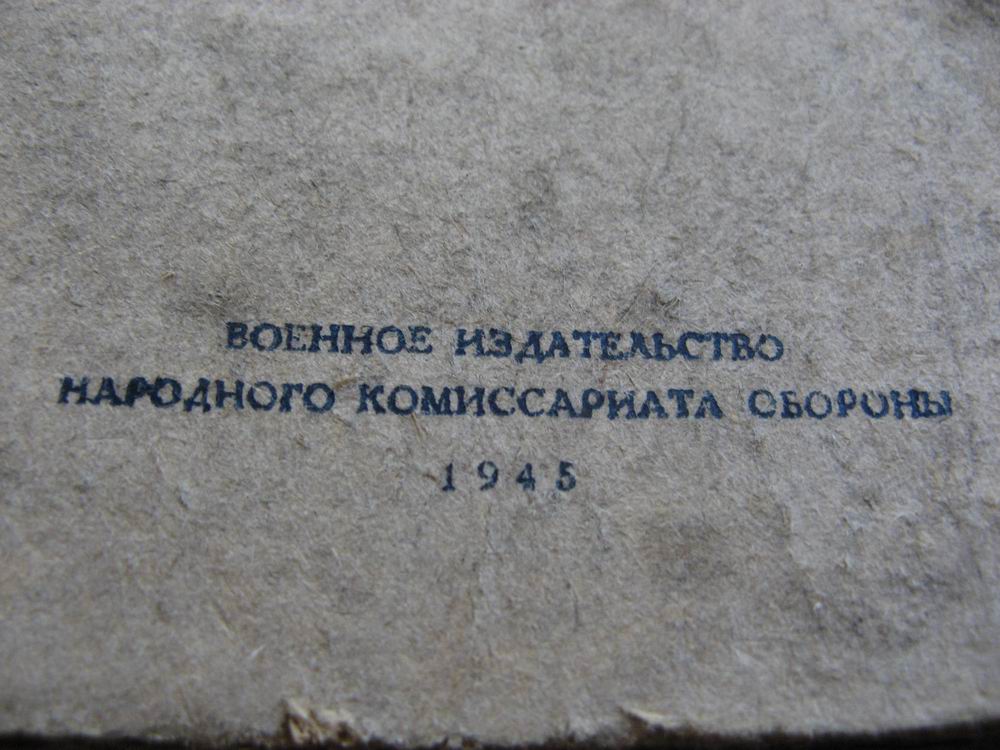 ВОЕННОЕ ИЗДАТЕЛЬСТВО
НАРОДНОГО КОМИССАРИАТА ОБОРОНЫ
1945